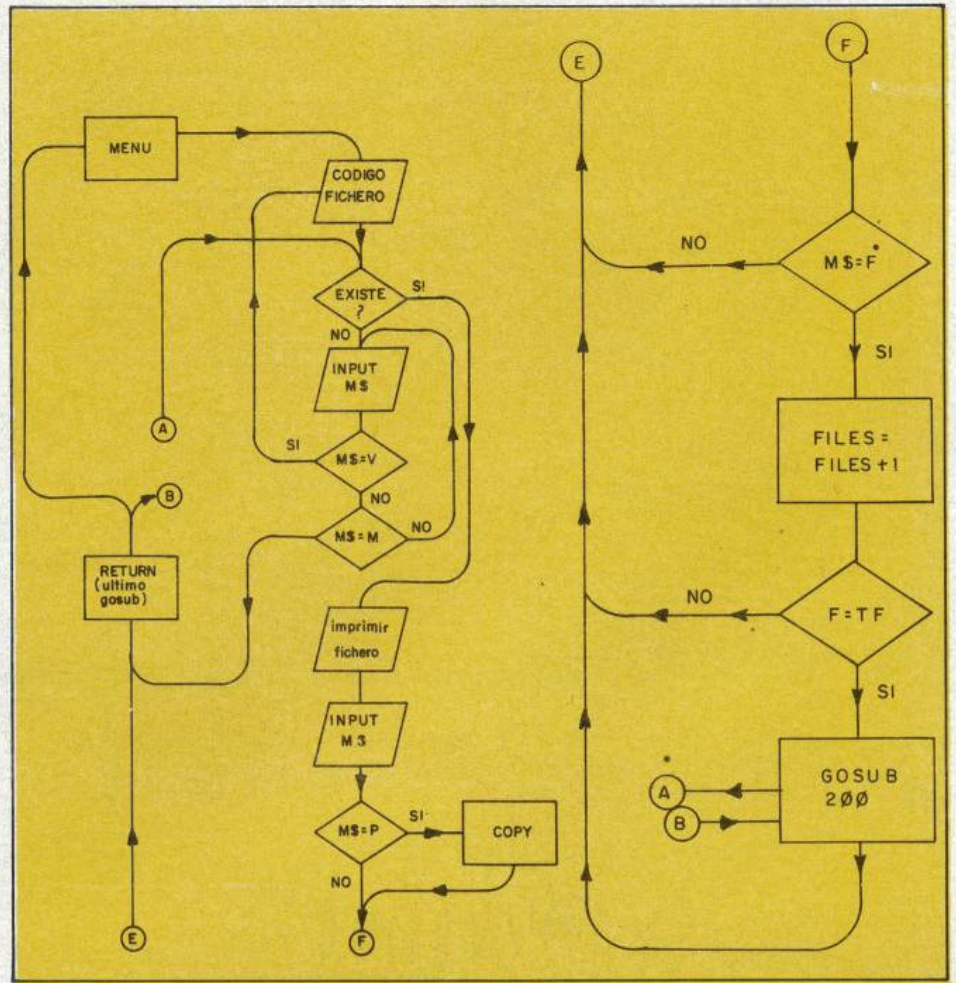 MENU
CODIGO
FICHERO
EXISTE
?
SI
NO
INPUT
M$
A
SI
M$=V
NO
B
M$=M
NO
RETURN
(ultimo
gosub)
imprimir
fichero
INPUT
M$
M$=P
SI
COPY
NO
E
F
E
F
NO
M$=F
SI
FILES=
FILES+1
NO
F=TF
SI
GOSUB
200
A
B